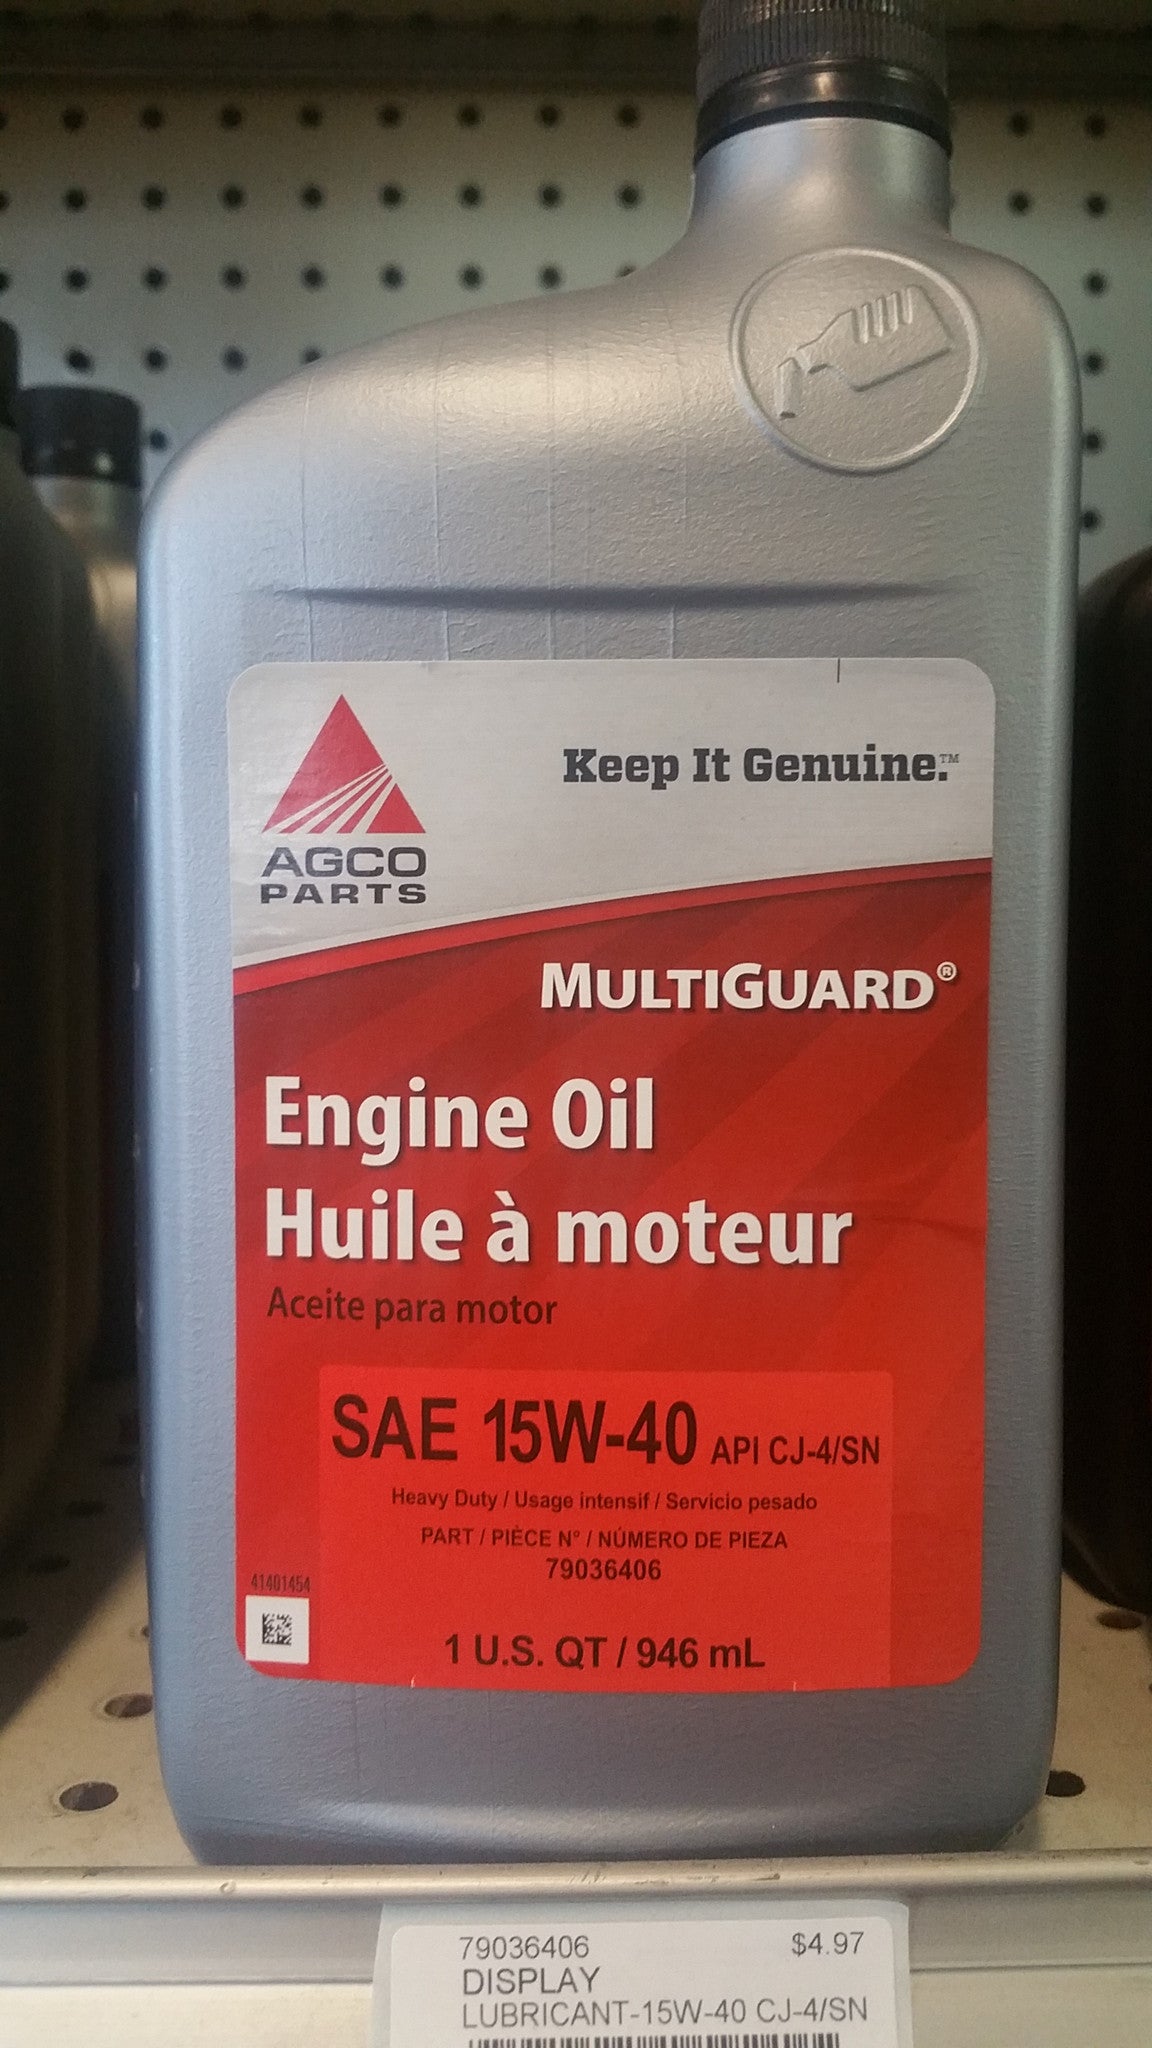 Keep It Genuine.™
AGCO
PARTS
MULTIGUARD®
Engine Oil
Huile à moteur
Aceite para motor
SAE 15W-40 API CJ-4/SN
Heavy Duty / Usage intensif / Servicio pesado
PART / PIÈCE N° / NÚMERO DE PIEZA
79036406
41401454
1 U.S. QT / 946 mL
79036406 $4.97
DISPLAY
LUBRICANT-15W-40 CJ-4/SN